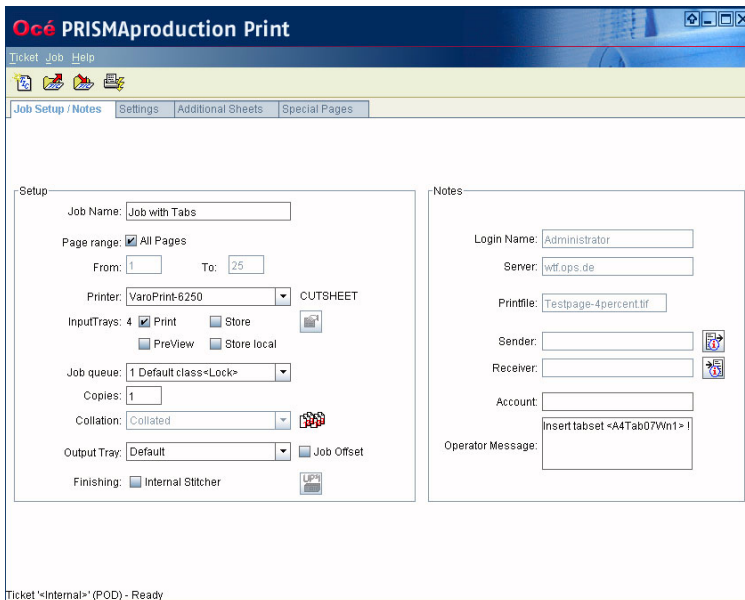 Océ PRISMAproduction Print
Ticket Job Help
Job Setup / Notes Settings Additional Sheets Special Pages
Setup
Job Name: Job with Tabs
Page range: All Pages
From: 1 To: 25
Printer: VaroPrint-6250 CUTSHEET
InputTrays: 4 Print Store
PreView Store local
Job queue: 1 Default class<Lock>
Copies: 1
Collation: Collated
Output Tray: Default Job Offset
Finishing: Internal Stitcher UP
Notes
Login Name: Administrator
Server: wtf.ops.de
Printfile: Testpage-4percent.tif
Sender:
Receiver:
Account:
Operator Message: Insert tabset <A4Tab07Wn1> !
Ticket '<Internal>' (POD) - Ready